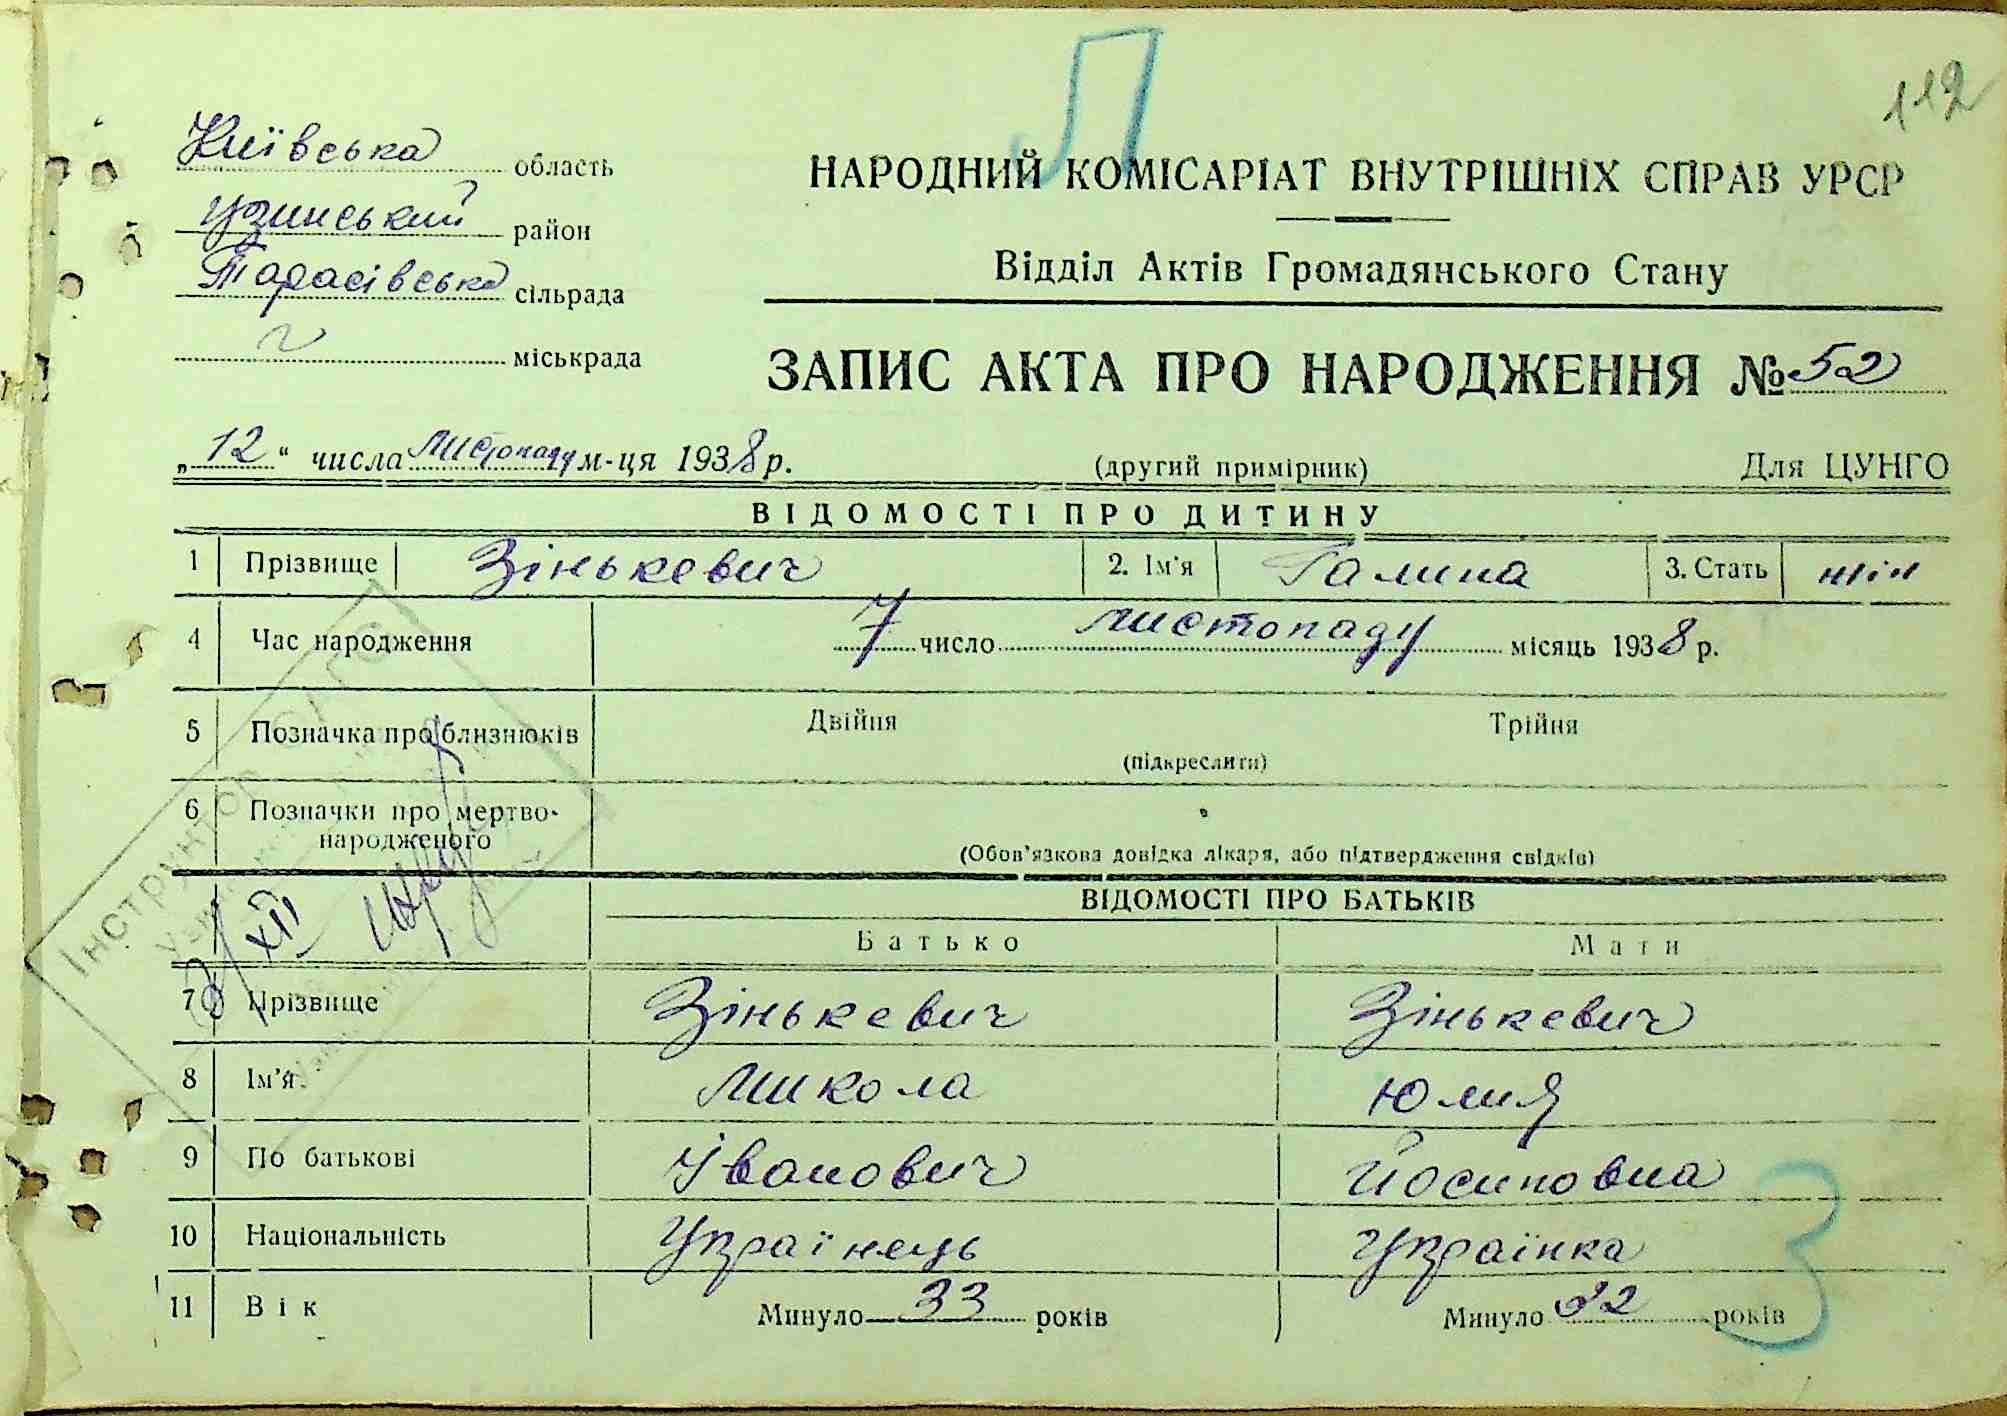 П
112
Київська область
Узинський район
Тарасівська сільрада
міськрада
НАРОДНИЙ КОМІСАРІАТ ВНУТРІШНІХ СПРАВ УРСР
Відділ Актів Громадянського Стану
ЗАПИС АКТА ПРО НАРОДЖЕННЯ № 52
„12“ числа листопаду м-ця 1938 р. (другий примірник) Для ЦУНГО
ВІДОМОСТІ ПРО ДИТИНУ
1 Прізвище Зінькевич 2. Ім'я Галина 3. Стать жін
4 Час народження 7 число листопаду місяць 1938 р.
5 Позначка про близнюків Двійня Трійня
(підкреслити)
6 Позначки про мертво-
народженого
(Обов'язкова довідка лікаря, або підтвердження свідків)
Інструктор
XII
ВІДОМОСТІ ПРО БАТЬКІВ
Батько Мати
7 Прізвище Зінькевич Зінькевич
8 Ім'я Микола Юлия
9 По батькові Іванович Йосиповна
10 Національність Українець Українка
11 Вік Минуло 33 років Минуло 32 років
З